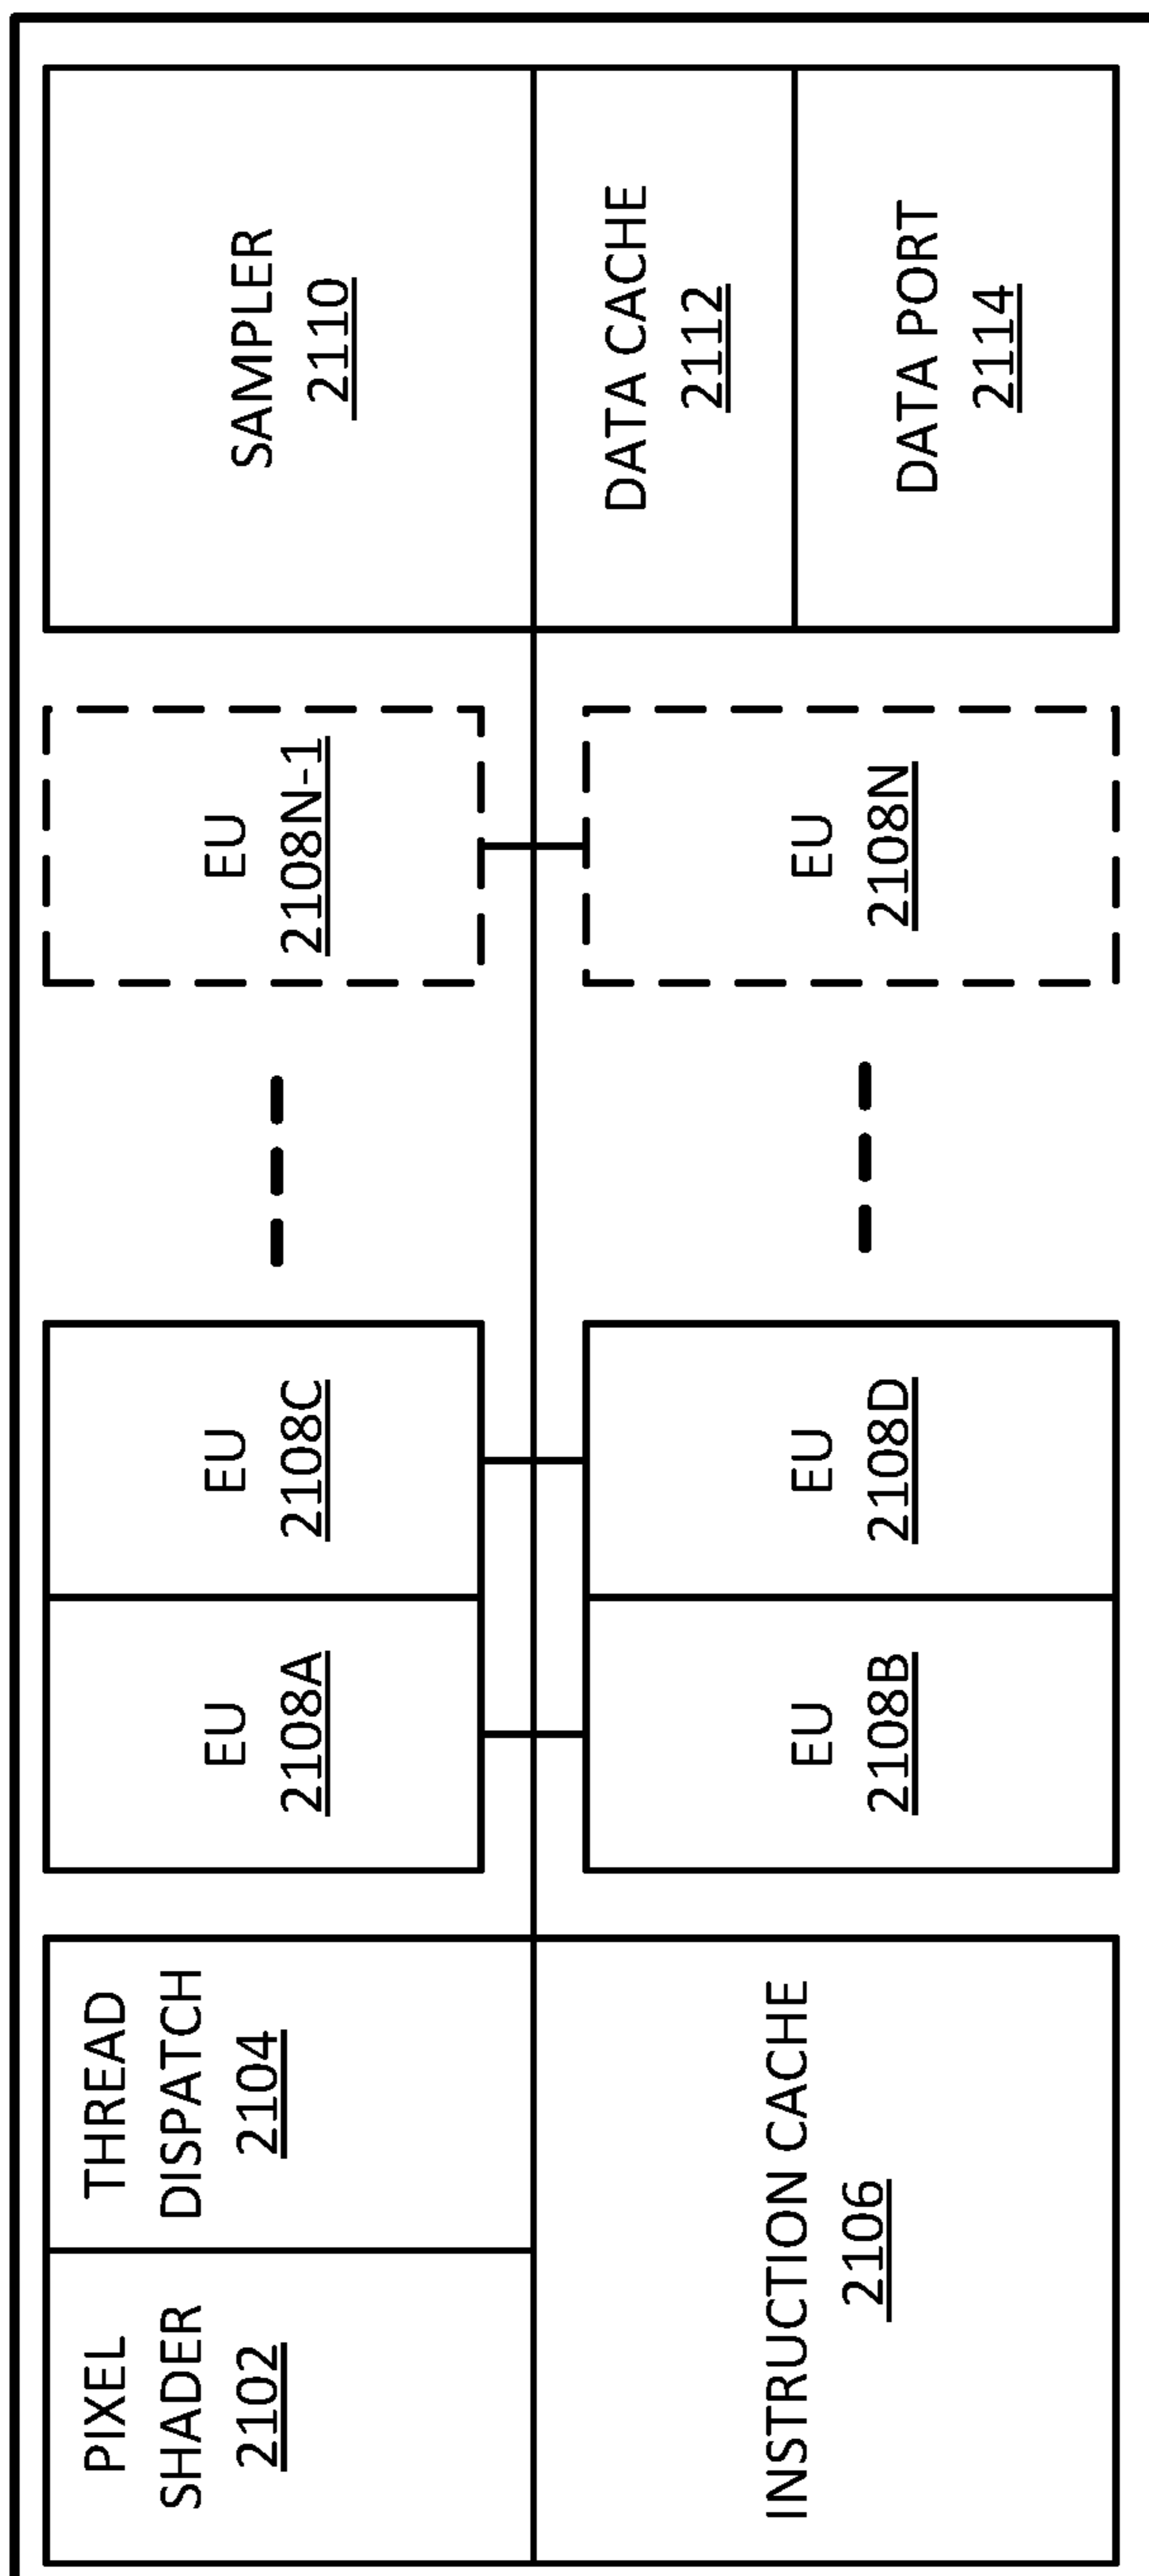 PIXEL
SHADER
2102
THREAD
DISPATCH
2104
INSTRUCTION CACHE
2106
EU
2108A
EU
2108C
EU
2108B
EU
2108D
EU
2108N-1
EU
2108N
SAMPLER
2110
DATA CACHE
2112
DATA PORT
2114